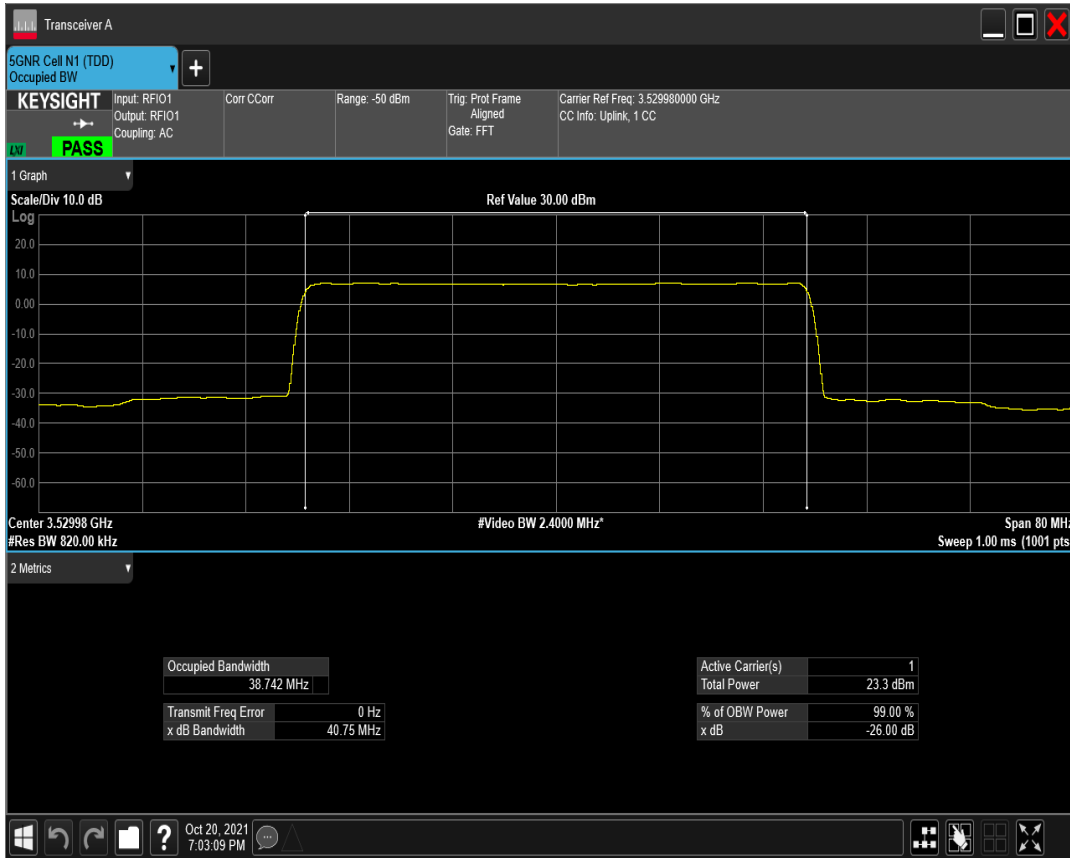 Transceiver A
5GNR Cell N1 (TDD)
Occupied BW
+
KEYSIGHT
LXI
PASS
Input: RFIO1
Output: RFIO1
Coupling: AC
Corr CCorr
Range: -50 dBm
Trig: Prot Frame
Aligned
Gate: FFT
Carrier Ref Freq: 3.529980000 GHz
CC Info: Uplink, 1 CC
1 Graph
Scale/Div 10.0 dB
Ref Value 30.00 dBm
Log
20.0
10.0
0.00
-10.0
-20.0
-30.0
-40.0
-50.0
-60.0
Center 3.52998 GHz
#Video BW 2.4000 MHz*
Span 80 MHz
#Res BW 820.00 kHz
Sweep 1.00 ms (1001 pts
2 Metrics
Occupied Bandwidth
38.742 MHz
Transmit Freq Error 0 Hz
x dB Bandwidth 40.75 MHz
Active Carrier(s) 1
Total Power 23.3 dBm
% of OBW Power 99.00 %
x dB -26.00 dB
?
Oct 20, 2021
7:03:09 PM